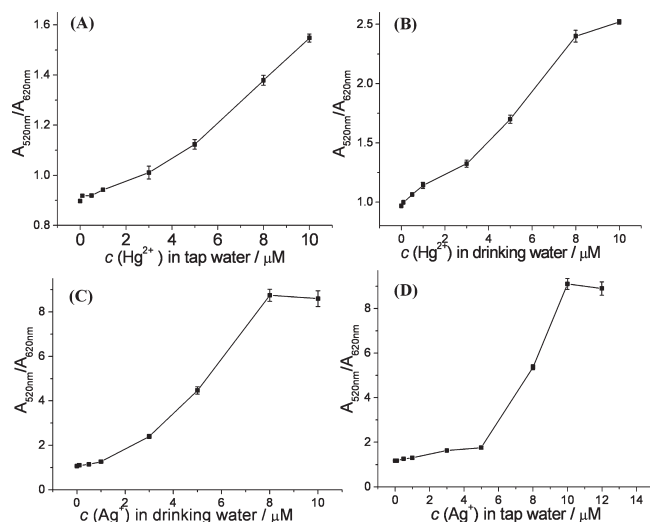 (A)
A520nm/A620nm
1.6
1.4
1.2
1.0
0.8
0 2 4 6 8 10
c (Hg2+) in tap water / μM
(B)
A520nm/A620nm
2.5
2.0
1.5
1.0
0 2 4 6 8 10
c (Hg2+) in drinking water / μM
(C)
A520nm/A620nm
8
6
4
2
0
0 2 4 6 8 10
c (Ag+) in drinking water / μM
(D)
A520nm/A620nm
8
6
4
2
0
0 2 4 6 8 10 12 14
c (Ag+) in tap water / μM